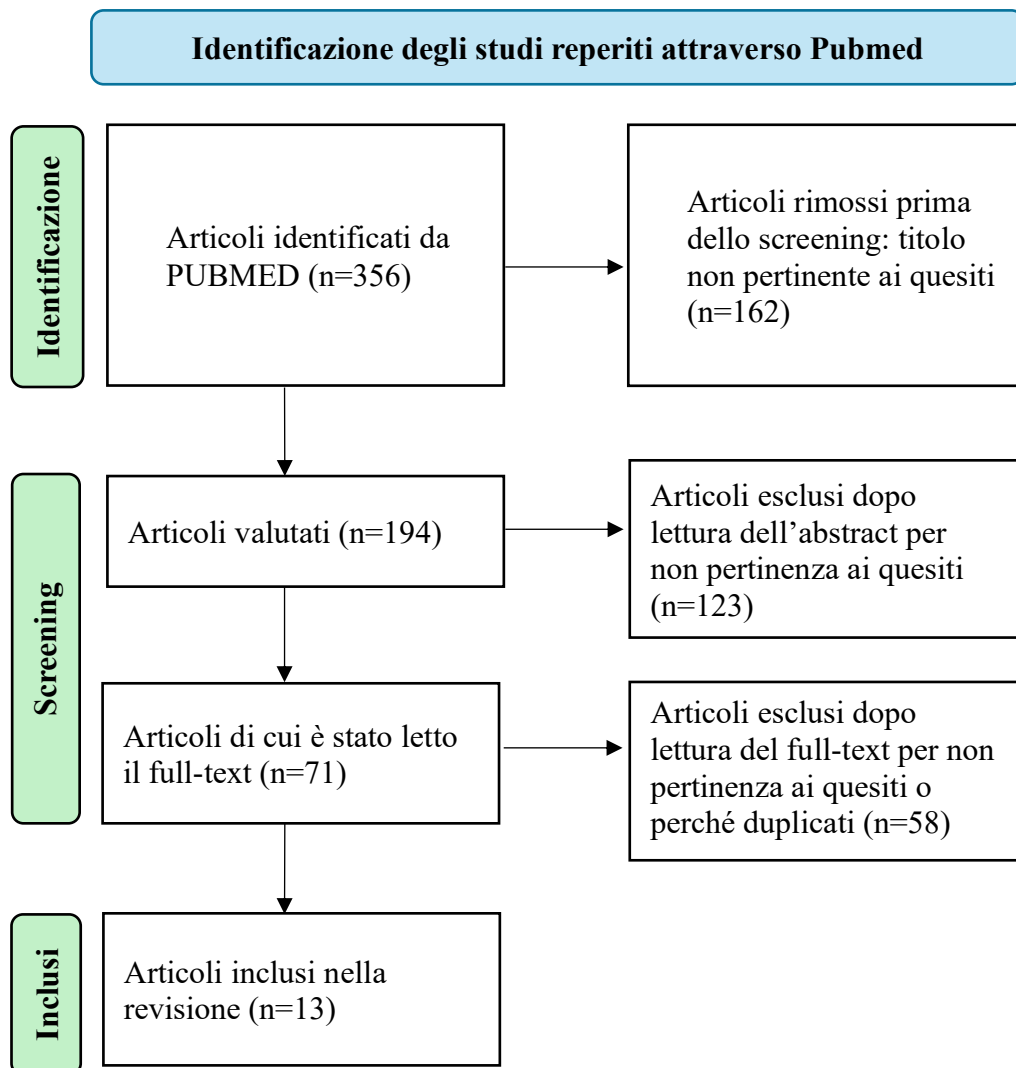 Identificazione degli studi reperiti attraverso Pubmed
Identificazione
Articoli identificati da
PUBMED (n=356)
Articoli rimossi prima
dello screening: titolo
non pertinente ai quesiti
(n=162)
Screening
Articoli valutati (n=194)
Articoli esclusi dopo
lettura dell’abstract per
non pertinenza ai quesiti
(n=123)
Articoli di cui è stato letto
il full-text (n=71)
Articoli esclusi dopo
lettura del full-text per non
pertinenza ai quesiti o
perché duplicati (n=58)
Inclusi
Articoli inclusi nella
revisione (n=13)